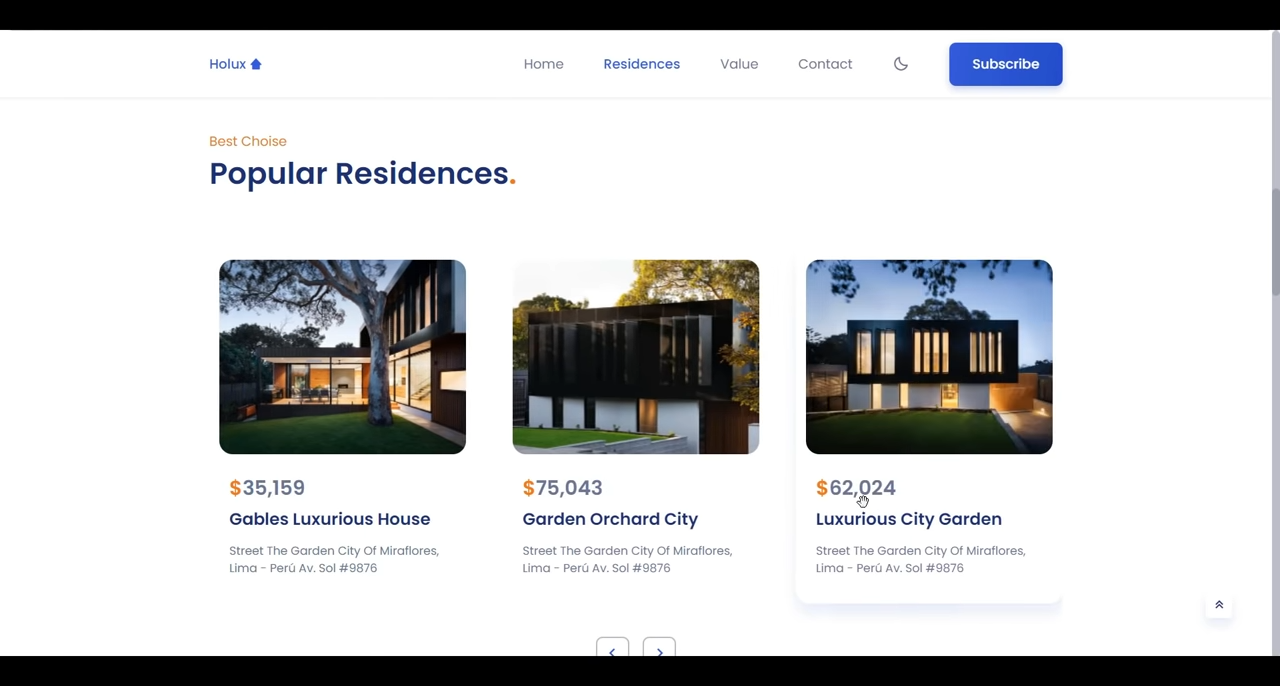 Holux
Home
Residences
Value
Contact
Subscribe
Best Choise
Popular Residences.
$35,159
Gables Luxurious House
Street The Garden City Of Miraflores,
Lima - Perú Av. Sol #9876
$75,043
Garden Orchard City
Street The Garden City Of Miraflores,
Lima - Perú Av. Sol #9876
$62,024
Luxurious City Garden
Street The Garden City Of Miraflores,
Lima - Perú Av. Sol #9876